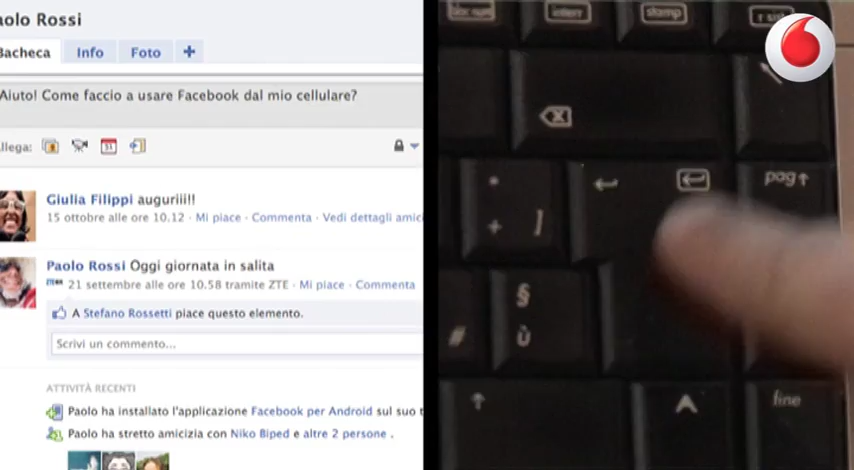 aolo Rossi
Bacheca Info Foto +
Aiuto! Come faccio a usare Facebook dal mio cellulare?
llega: 31
Giulia Filippi auguriii!!
15 ottobre alle ore 10.12 · Mi piace · Commenta · Vedi dettagli amici
Paolo Rossi Oggi giornata in salita
21 settembre alle ore 10.58 tramite ZTE · Mi piace · Commenta
A Stefano Rossetti piace questo elemento.
Scrivi un commento...
ATTIVITÀ RECENTI
Paolo ha installato l'applicazione Facebook per Android sul suo t
Paolo ha stretto amicizia con Niko Biped e altre 2 persone .
interr
stamp
r sist
*
+ ]
pag
§
ù
#
fine